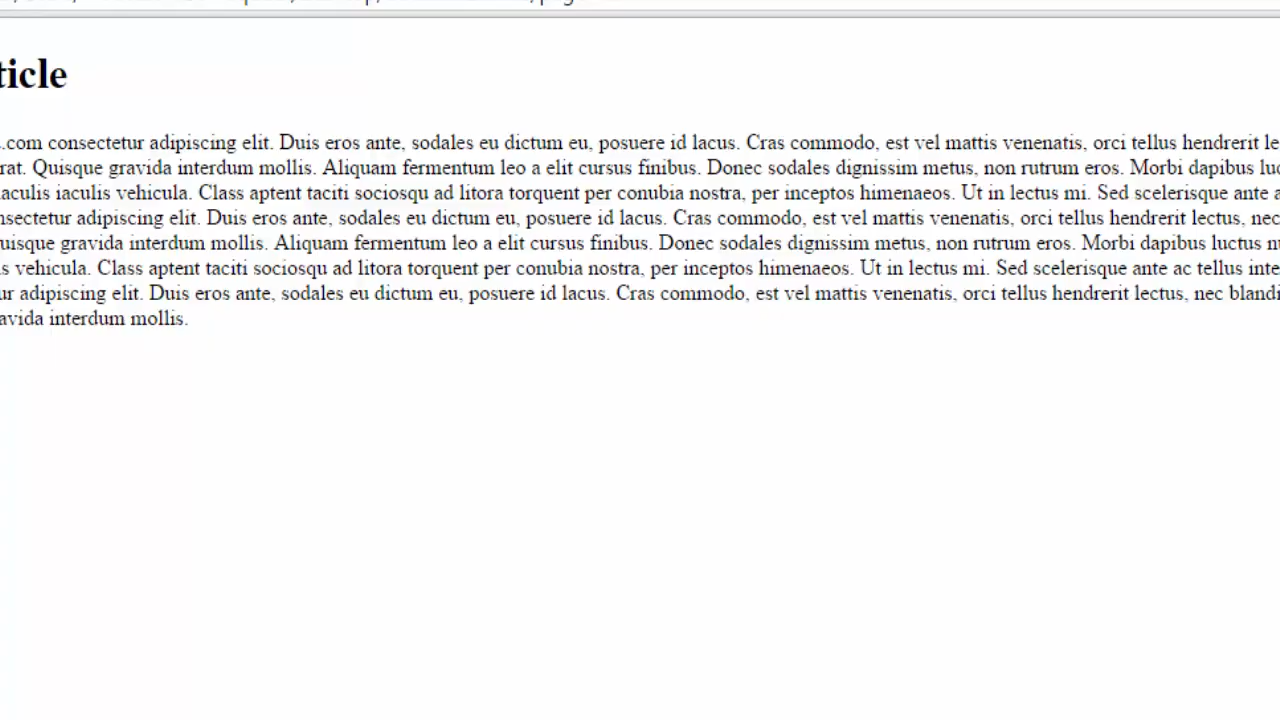 ticle
.com consectetur adipiscing elit. Duis eros ante, sodales eu dictum eu, posuere id lacus. Cras commodo, est vel mattis venenatis, orci tellus hendrerit le
rat. Quisque gravida interdum mollis. Aliquam fermentum leo a elit cursus finibus. Donec sodales dignissim metus, non rutrum eros. Morbi dapibus luc
iaculis iaculis vehicula. Class aptent taciti sociosqu ad litora torquent per conubia nostra, per inceptos himenaeos. Ut in lectus mi. Sed scelerisque ante a
nsectetur adipiscing elit. Duis eros ante, sodales eu dictum eu, posuere id lacus. Cras commodo, est vel mattis venenatis, orci tellus hendrerit lectus, nec
uisque gravida interdum mollis. Aliquam fermentum leo a elit cursus finibus. Donec sodales dignissim metus, non rutrum eros. Morbi dapibus luctus n
s vehicula. Class aptent taciti sociosqu ad litora torquent per conubia nostra, per inceptos himenaeos. Ut in lectus mi. Sed scelerisque ante ac tellus inte
ur adipiscing elit. Duis eros ante, sodales eu dictum eu, posuere id lacus. Cras commodo, est vel mattis venenatis, orci tellus hendrerit lectus, nec blandi
avida interdum mollis.